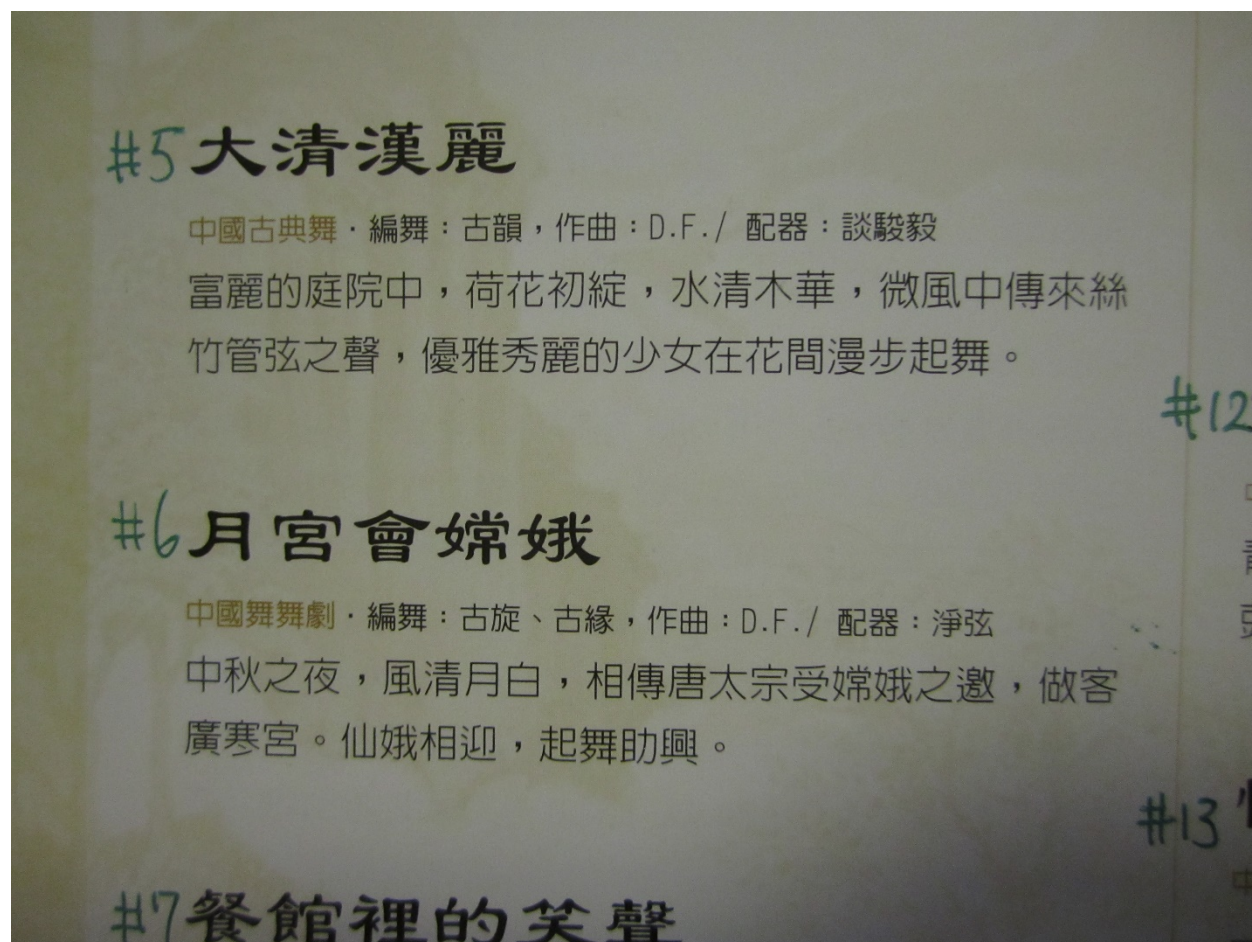 #5 大清漢麗
中國古典舞·編舞：古韻，作曲：D.F./ 配器：談駿毅
富麗的庭院中，荷花初綻，水清木華，微風中傳來絲
竹管弦之聲，優雅秀麗的少女在花間漫步起舞。
#6 月宮會嫦娥
中國舞舞劇·編舞：古旋、古緣，作曲：D.F./ 配器：淨弦
中秋之夜，風清月白，相傳唐太宗受嫦娥之邀，做客
廣寒宮。仙娥相迎，起舞助興。
#7 餐館裡的笑聲
#12
#13